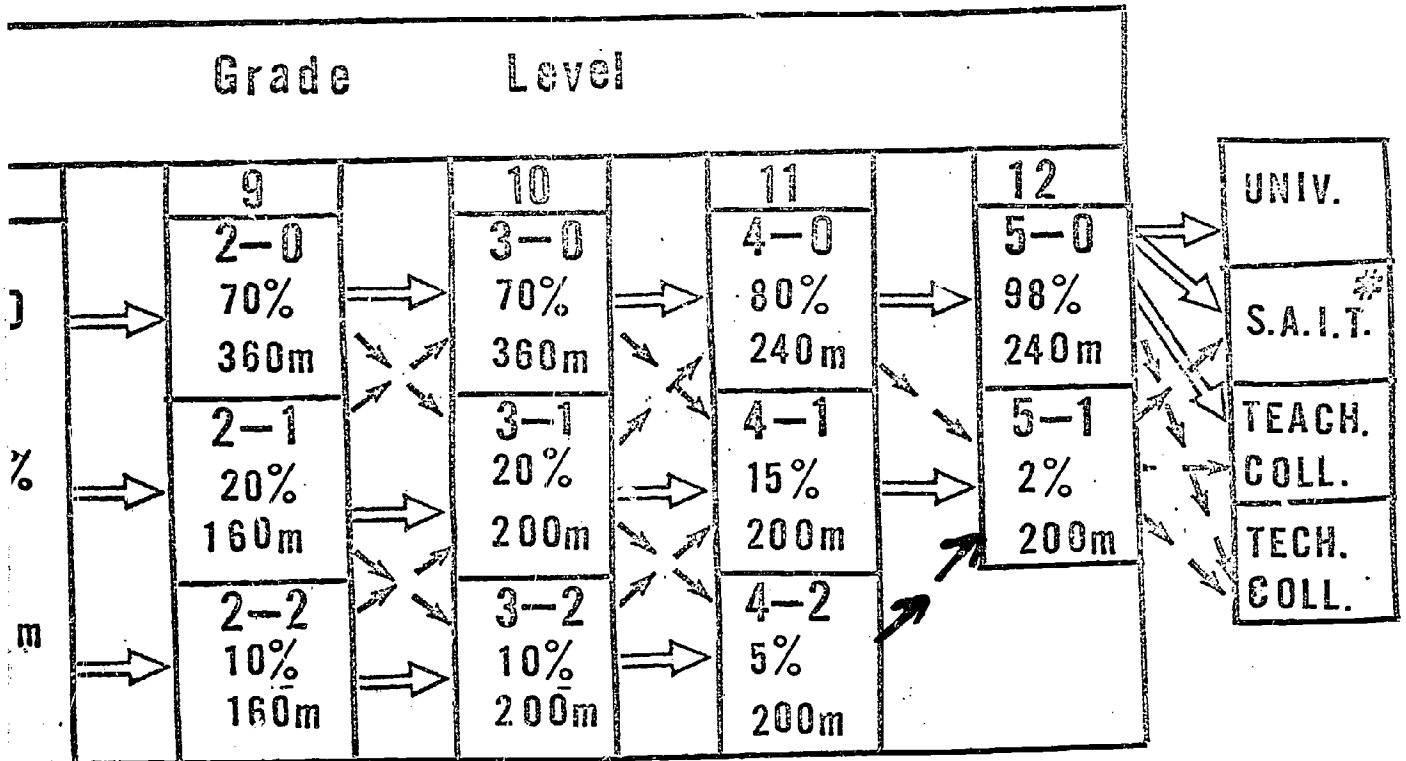 Grade Level
9
10
11
12
2-0
70%
360m
3-0
70%
360m
4-0
80%
240m
5-0
98%
240m
2-1
20%
160m
3-1
20%
200m
4-1
15%
200m
5-1
2%
200m
2-2
10%
160m
3-2
10%
200m
4-2
5%
200m
%
m
UNIV.
S.A.I.T.*
TEACH.
COLL.
TECH.
COLL.